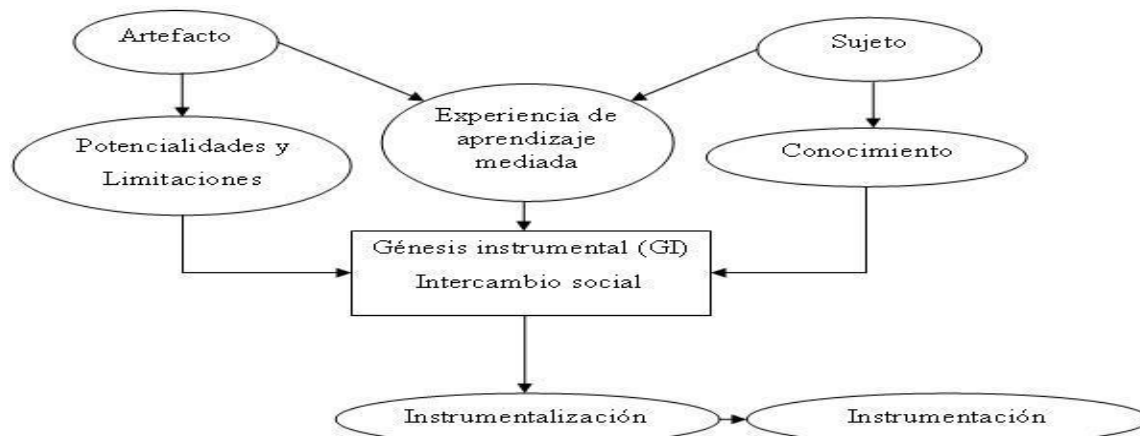 Artefacto
Sujeto
Experiencia de
aprendizaje
mediada
Potencialidades y
Limitaciones
Conocimiento
Génesis instrumental (GI)
Intercambio social
Instrumentalización
Instrumentación